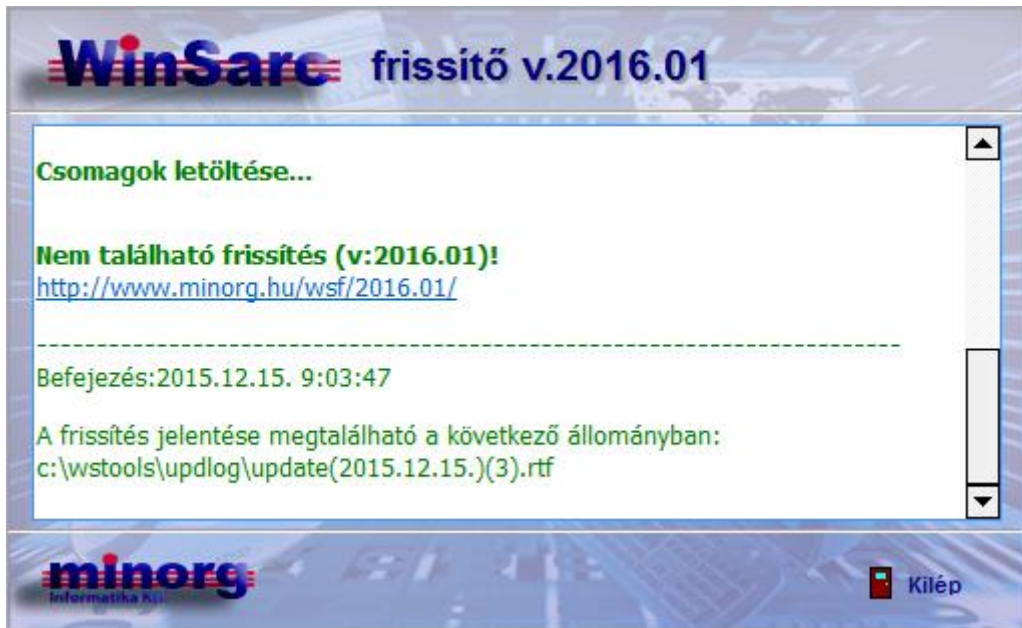 WinSarc frissítő v.2016.01
Csomagok letöltése...
Nem található frissítés (v:2016.01)!
http://www.minorg.hu/wsf/2016.01/
------------------------------------------------------------------------
Befejezés:2015.12.15. 9:03:47
A frissítés jelentése megtalálható a következő állományban:
c:\wstools\updlog\update(2015.12.15.)(3).rtf
minorg
Informatika Kft.
Kilép